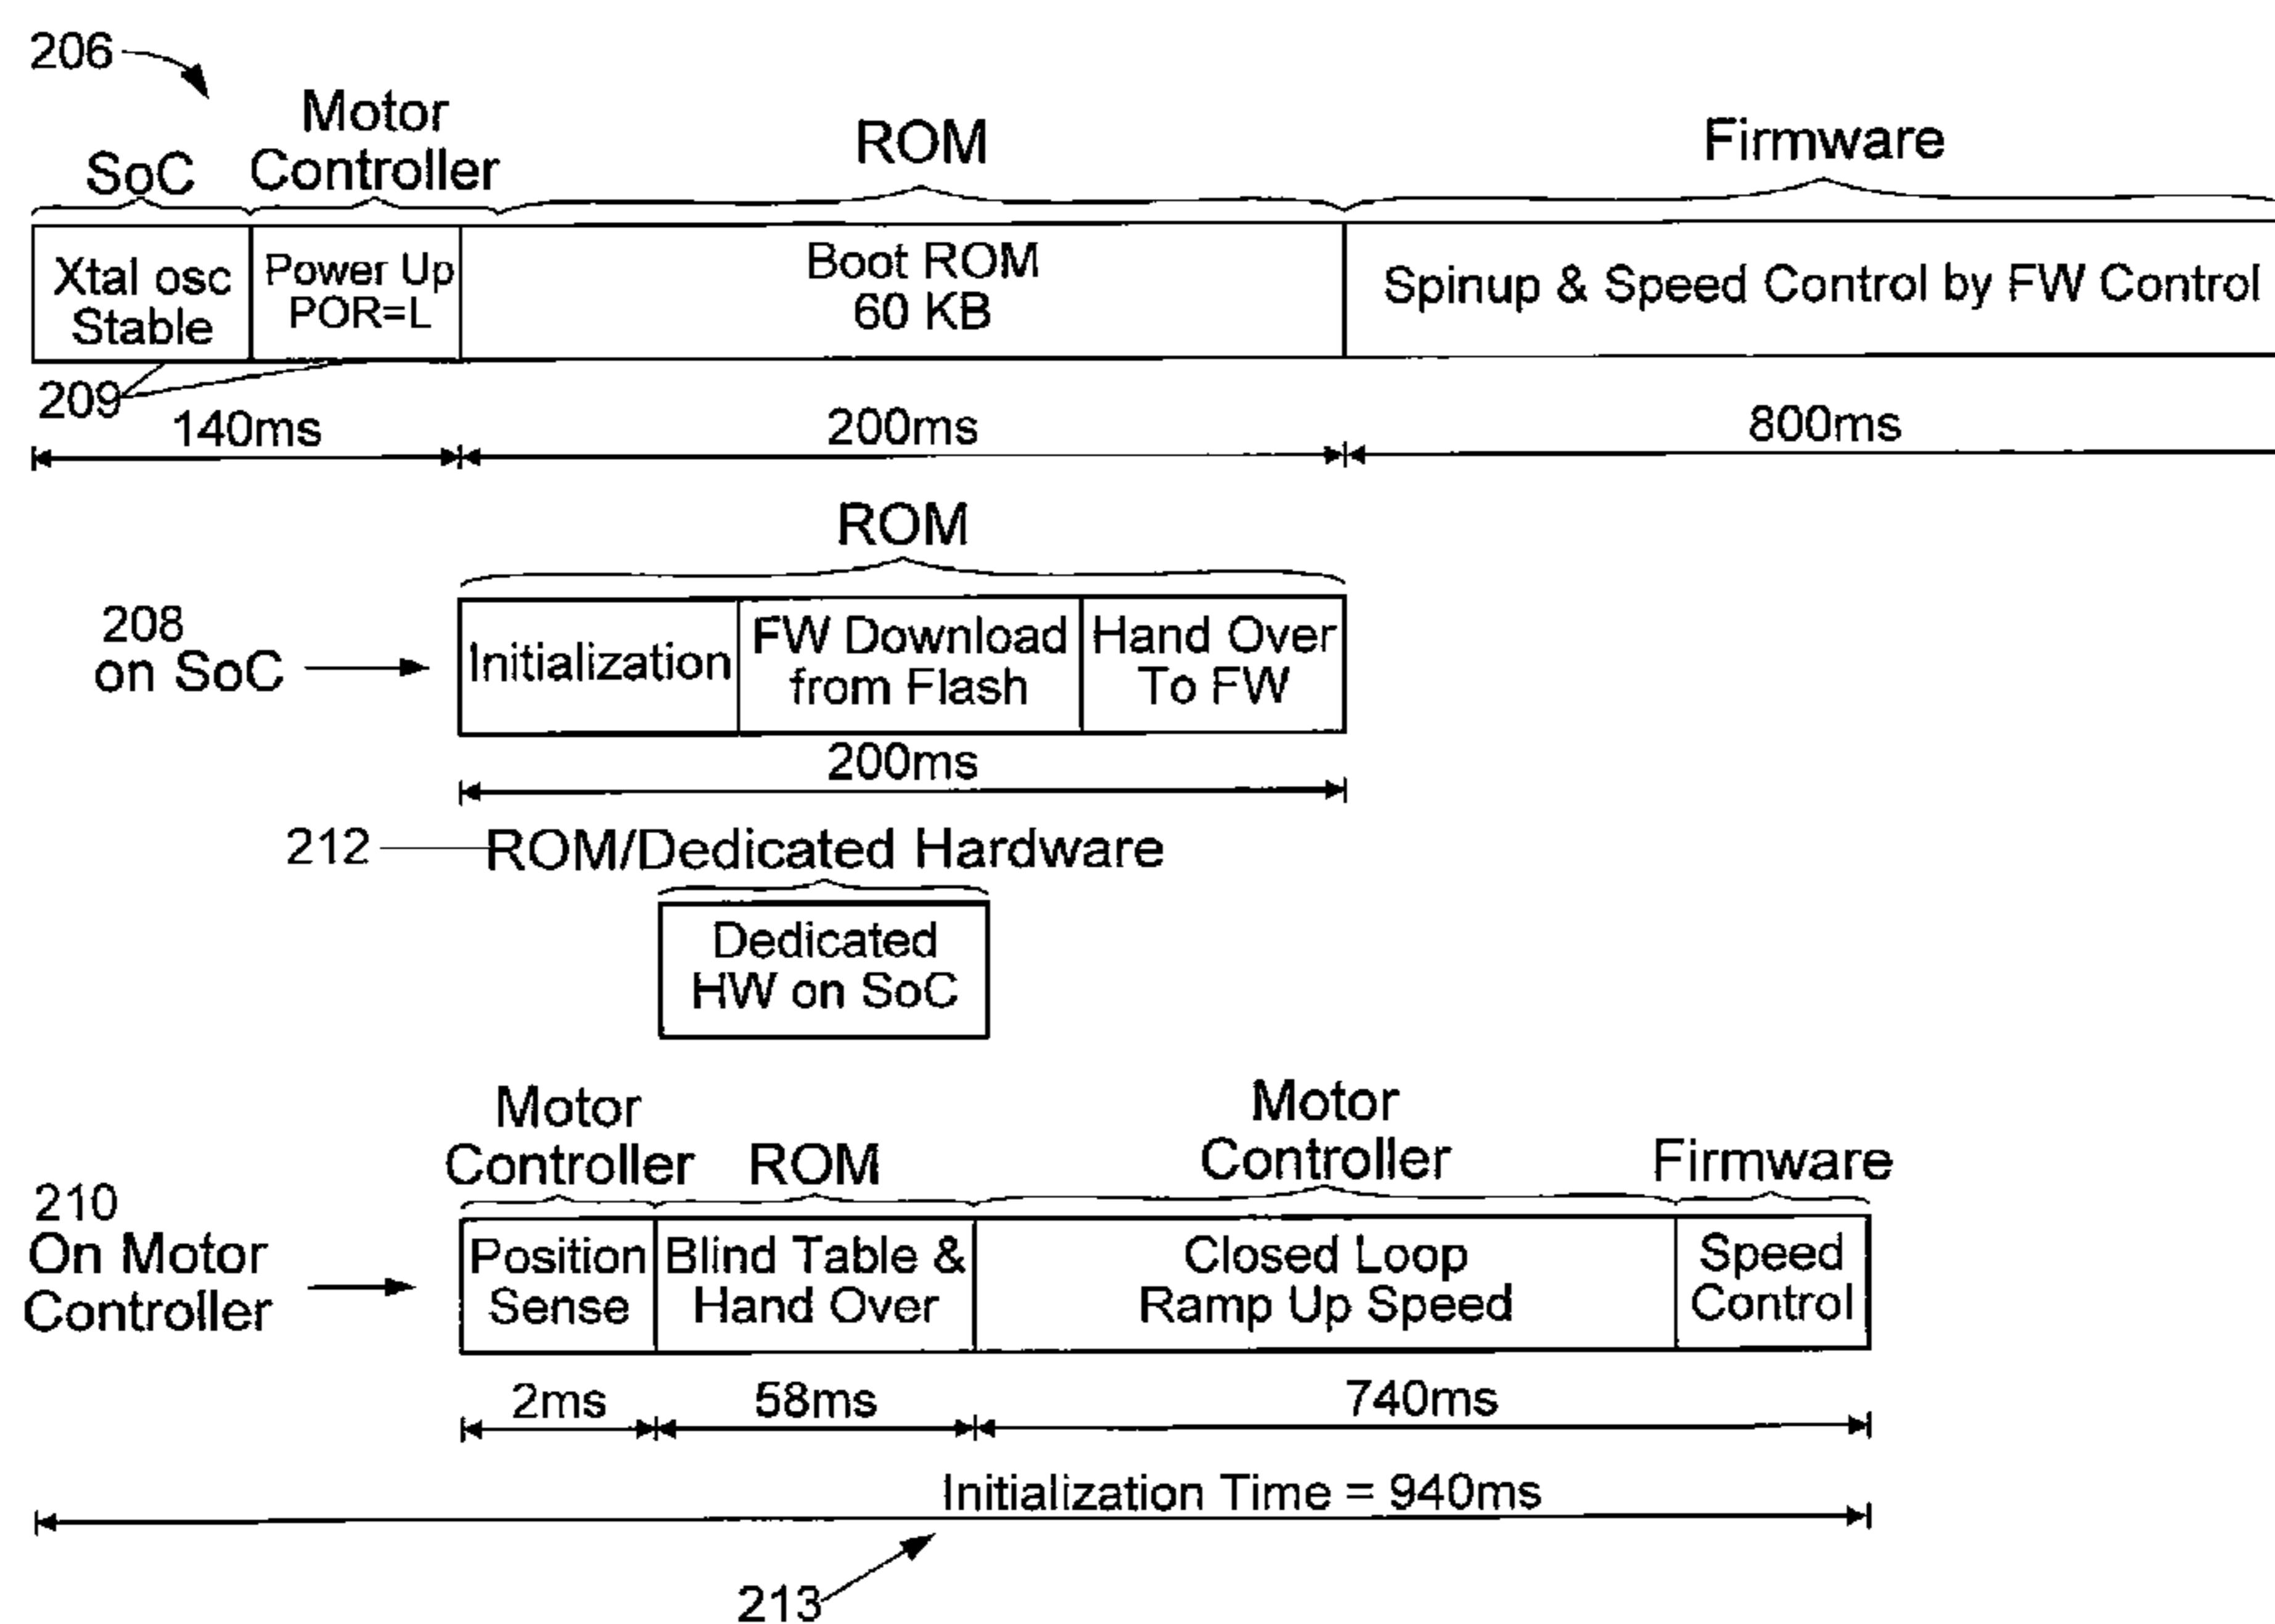 206
Motor
SoC Controller ROM Firmware
Xtal osc
Stable
Power Up
POR=L
Boot ROM
60 KB
Spinup & Speed Control by FW Control
209
140ms 200ms 800ms
ROM
208
on SoC
Initialization
FW Download
from Flash
Hand Over
To FW
200ms
212 ROM/Dedicated Hardware
Dedicated
HW on SoC
Motor
Controller
ROM
Motor
Controller
Firmware
210
On Motor
Controller
Position
Sense
Blind Table &
Hand Over
Closed Loop
Ramp Up Speed
Speed
Control
2ms 58ms 740ms
Initialization Time = 940ms
213